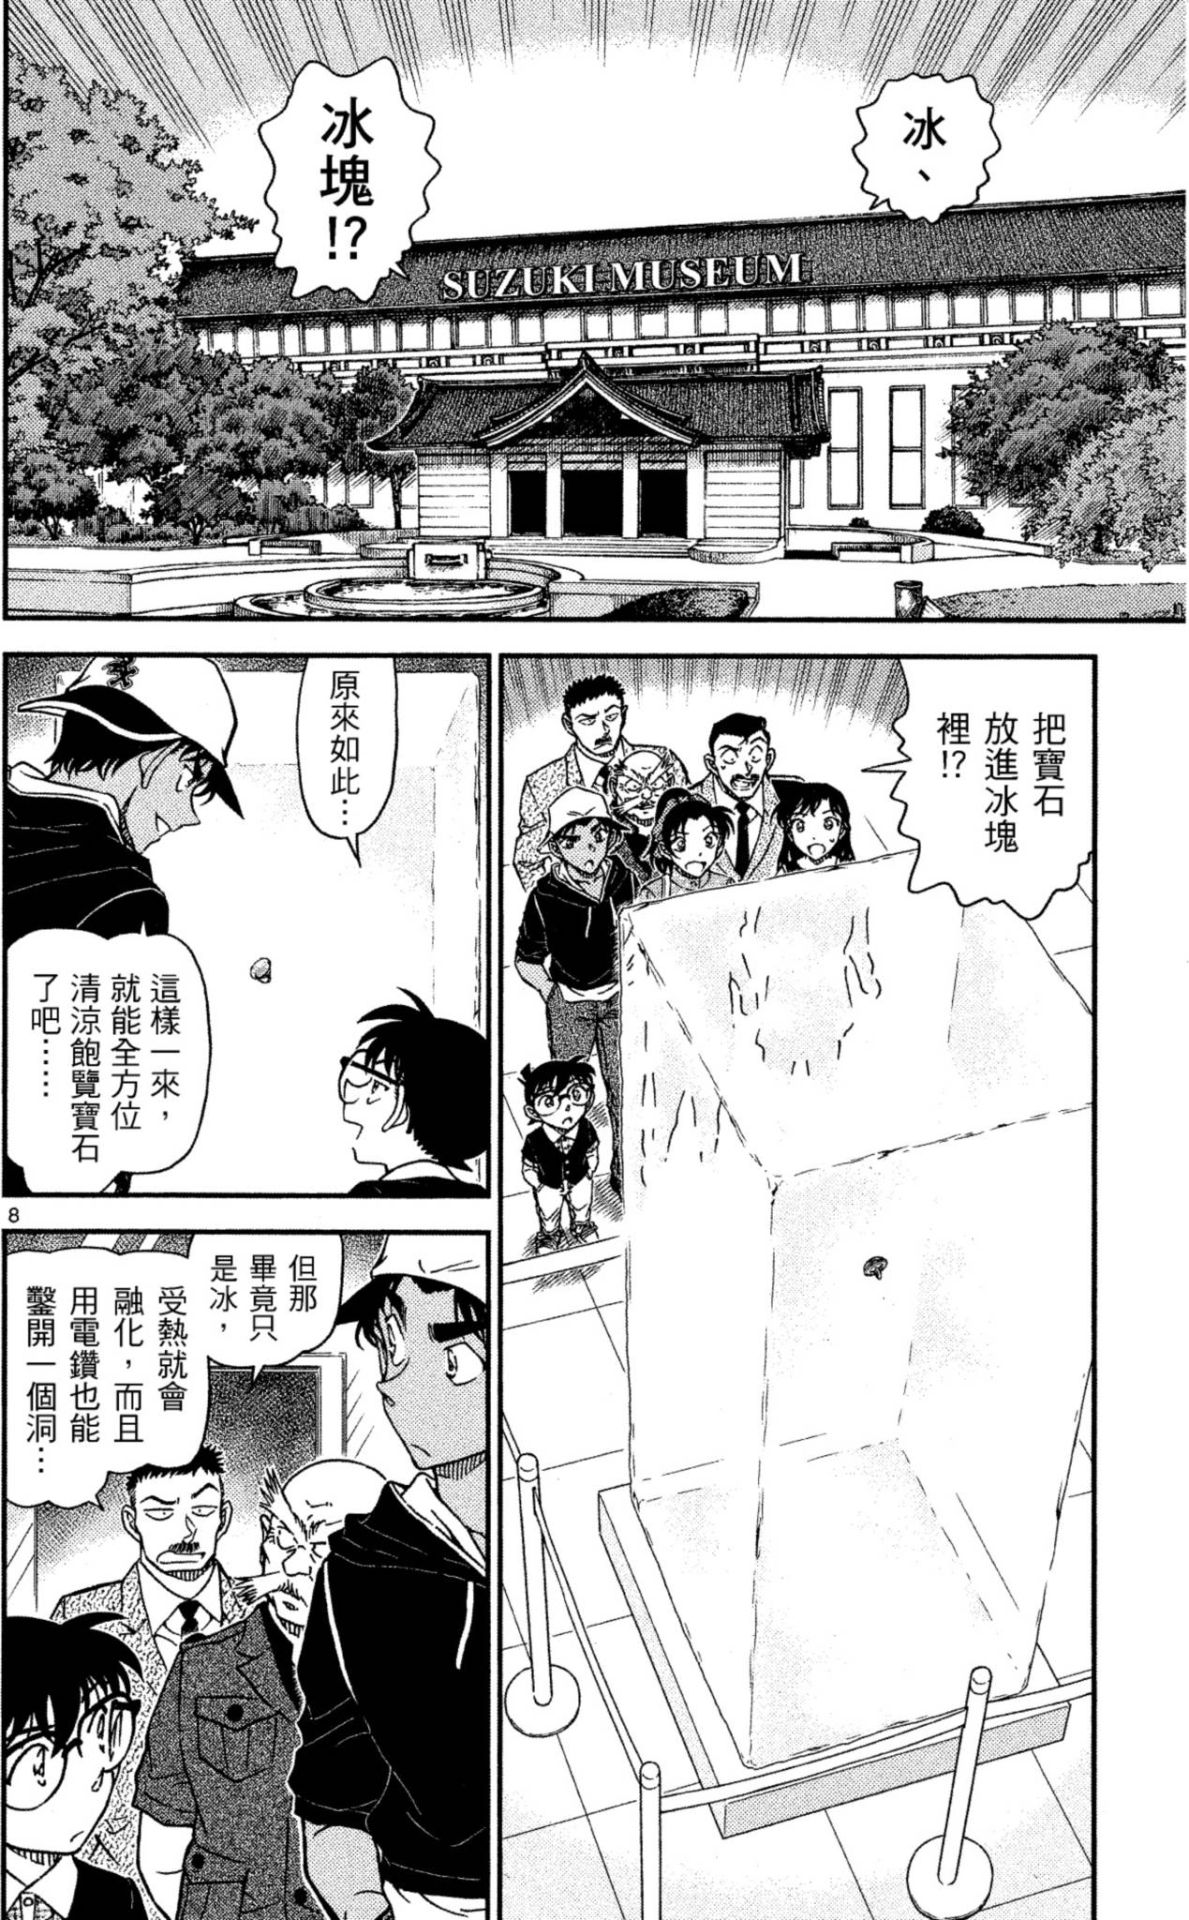 冰、
冰塊!?
SUZUKI MUSEUM
把寶石
放進冰塊
裡!?
原來如此…
這樣一來，
就能全方位
清涼飽覽寶石
了吧……
8
但那
畢竟只
是冰，
受熱就會
融化，而且
用電鑽也能
鑿開一個洞…